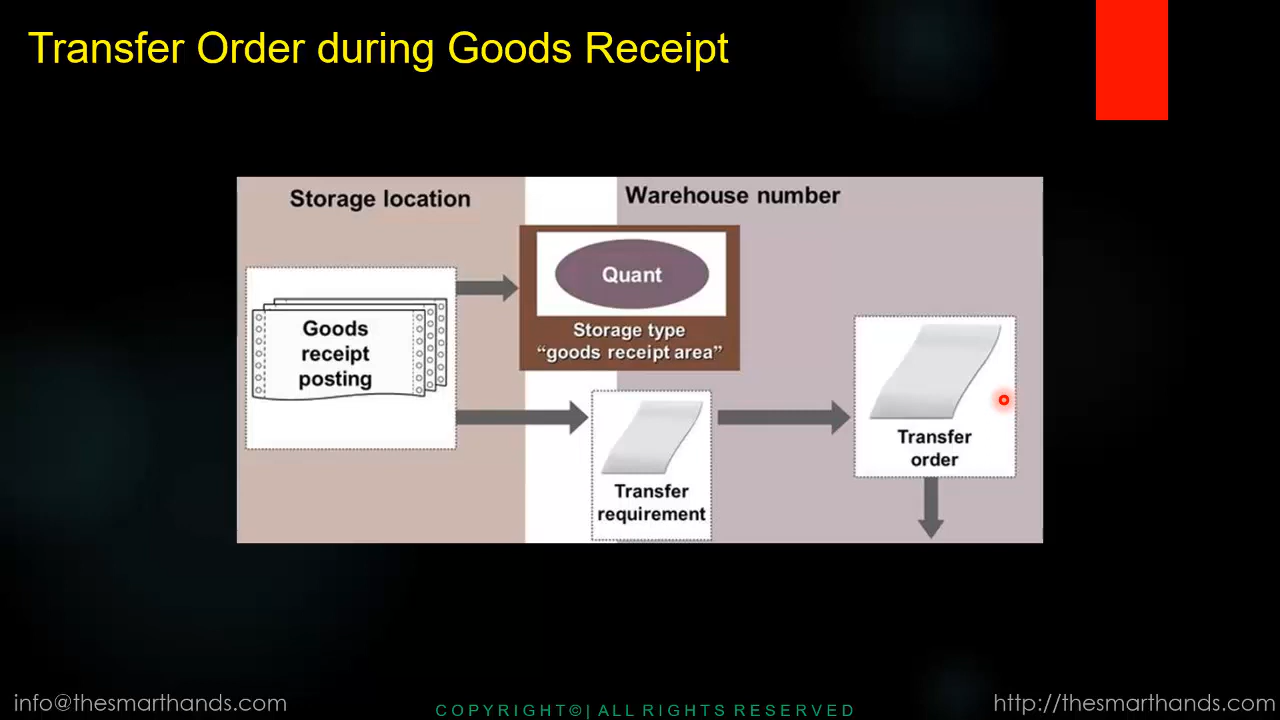 Transfer Order during Goods Receipt
Storage location
Warehouse number
Quant
Storage type
“goods receipt area”
Goods
receipt
posting
Transfer
requirement
Transfer
order
info@thesmarthands.com
COPYRIGHT©| ALL RIGHTS RESERVED
http://thesmarthands.com